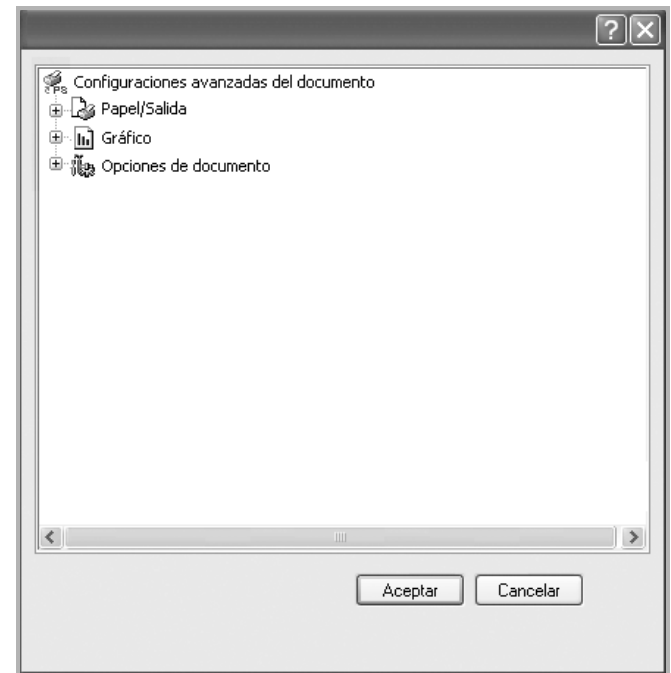 Configuraciones avanzadas del documento
Papel/Salida
Gráfico
Opciones de documento
Aceptar Cancelar